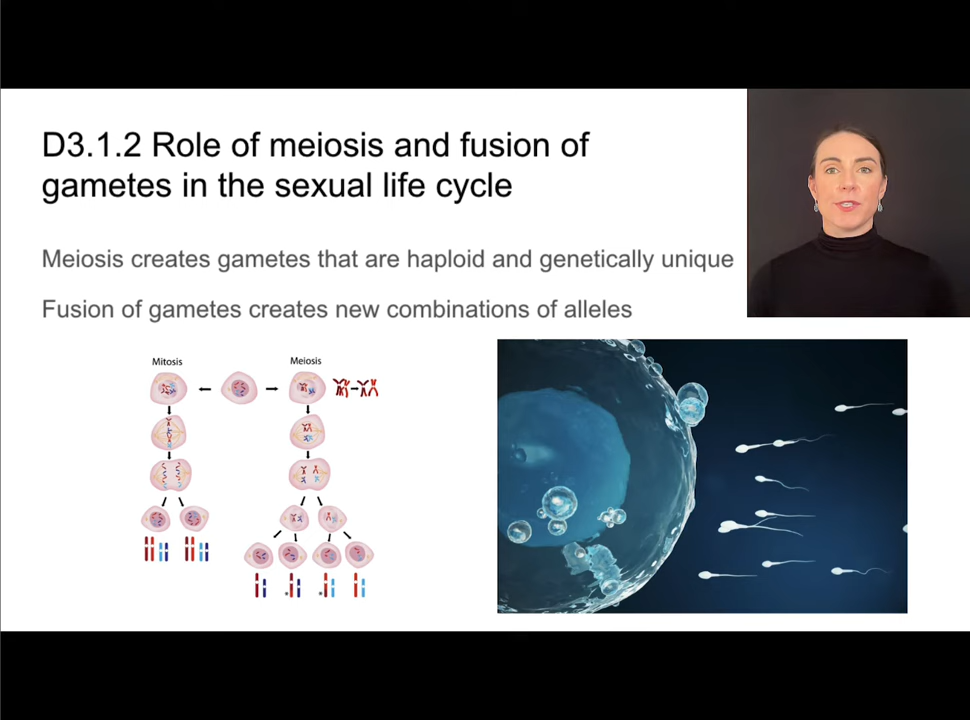 D3.1.2 Role of meiosis and fusion of
gametes in the sexual life cycle
Meiosis creates gametes that are haploid and genetically unique
Fusion of gametes creates new combinations of alleles
Mitosis
Meiosis